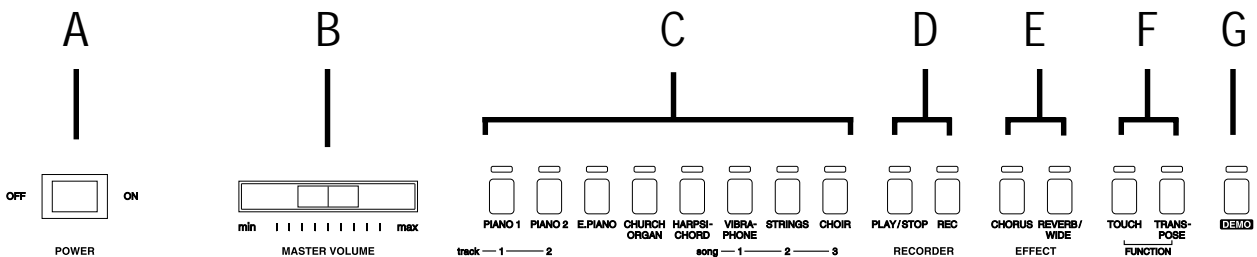 A B C D E F G
OFF ON
min max
PIANO 1 PIANO 2 E.PIANO CHURCH ORGAN HARPSI-CHORD VIBRA-PHONE STRINGS CHOIR PLAY/STOP REC CHORUS REVERB/WIDE TOUCH TRANS-POSE DEMO
track 1 2 song 1 2 3
POWER MASTER VOLUME RECORDER EFFECT FUNCTION